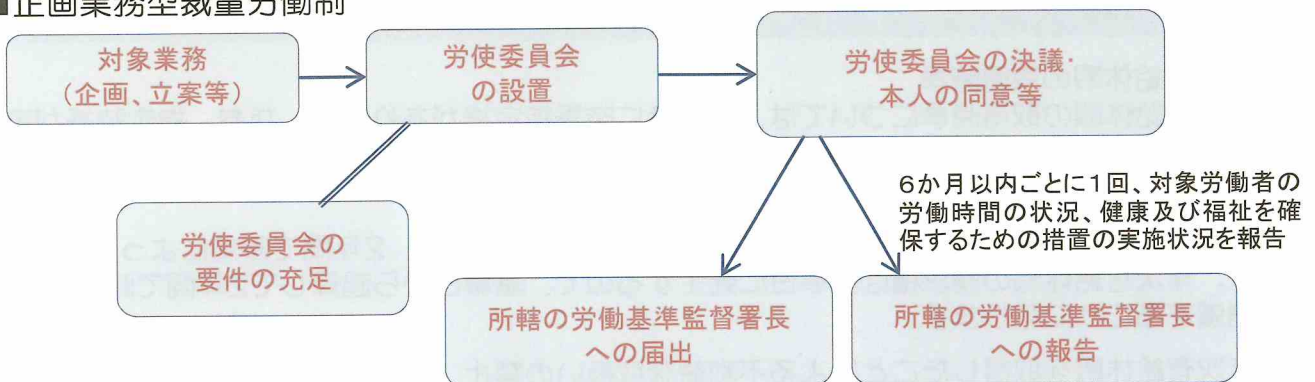 ■企画業務型裁量労働制
対象業務
(企画、立案等)
労使委員会
の設置
労使委員会の決議・
本人の同意等
労使委員会の
要件の充足
6か月以内ごとに1回、対象労働者の
労働時間の状況、健康及び福祉を確
保するための措置の実施状況を報告
所轄の労働基準監督署長
への届出
所轄の労働基準監督署長
への報告